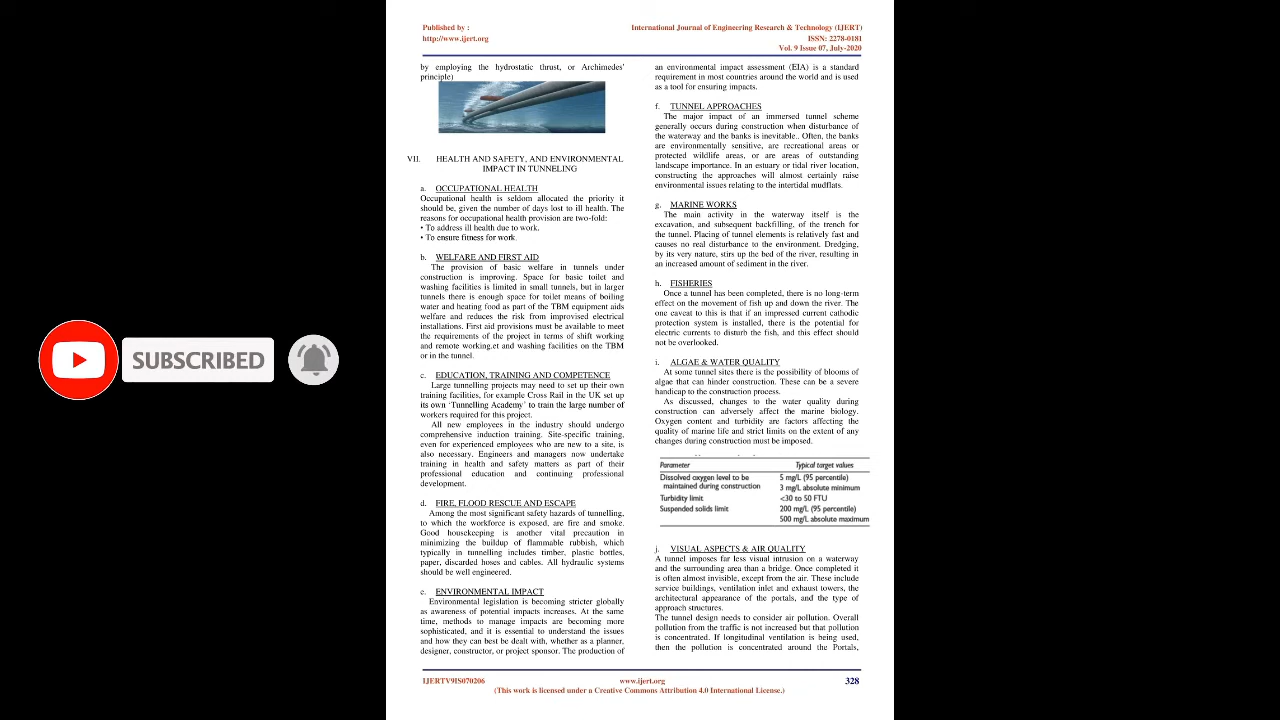 Published by :
http://www.ijert.org
International Journal of Engineering Research & Technology (IJERT)
ISSN: 2278-0181
Vol. 9 Issue 07, July-2020
by employing the hydrostatic thrust, or Archimedes'
principle)
VII. HEALTH AND SAFETY, AND ENVIRONMENTAL
IMPACT IN TUNNELING
a. OCCUPATIONAL HEALTH
Occupational health is seldom allocated the priority it
should be, given the number of days lost to ill health. The
reasons for occupational health provision are two-fold:
• To address ill health due to work.
• To ensure fitness for work.
b. WELFARE AND FIRST AID
The provision of basic welfare in tunnels under
construction is improving. Space for basic toilet and
washing facilities is limited in small tunnels, but in larger
tunnels there is enough space for toilet means of boiling
water and heating food as part of the TBM equipment aids
welfare and reduces the risk from improvised electrical
installations. First aid provisions must be available to meet
the requirements of the project in terms of shift working
and remote working.et and washing facilities on the TBM
or in the tunnel.
c. EDUCATION, TRAINING AND COMPETENCE
Large tunnelling projects may need to set up their own
training facilities, for example Cross Rail in the UK set up
its own ‘Tunnelling Academy’ to train the large number of
workers required for this project.
All new employees in the industry should undergo
comprehensive induction training. Site-specific training,
even for experienced employees who are new to a site, is
also necessary. Engineers and managers now undertake
training in health and safety matters as part of their
professional education and continuing professional
development.
d. FIRE, FLOOD RESCUE AND ESCAPE
Among the most significant safety hazards of tunnelling,
to which the workforce is exposed, are fire and smoke.
Good housekeeping is another vital precaution in
minimizing the buildup of flammable rubbish, which
typically in tunnelling includes timber, plastic bottles,
paper, discarded hoses and cables. All hydraulic systems
should be well engineered.
e. ENVIRONMENTAL IMPACT
Environmental legislation is becoming stricter globally
as awareness of potential impacts increases. At the same
time, methods to manage impacts are becoming more
sophisticated, and it is essential to understand the issues
and how they can best be dealt with, whether as a planner,
designer, constructor, or project sponsor. The production of
an environmental impact assessment (EIA) is a standard
requirement in most countries around the world and is used
as a tool for ensuring impacts.
f. TUNNEL APPROACHES
The major impact of an immersed tunnel scheme
generally occurs during construction when disturbance of
the waterway and the banks is inevitable.. Often, the banks
are environmentally sensitive, are recreational areas or
protected wildlife areas, or are areas of outstanding
landscape importance. In an estuary or tidal river location,
constructing the approaches will almost certainly raise
environmental issues relating to the intertidal mudflats.
g. MARINE WORKS
The main activity in the waterway itself is the
excavation, and subsequent backfilling, of the trench for
the tunnel. Placing of tunnel elements is relatively fast and
causes no real disturbance to the environment. Dredging,
by its very nature, stirs up the bed of the river, resulting in
an increased amount of sediment in the river.
h. FISHERIES
Once a tunnel has been completed, there is no long-term
effect on the movement of fish up and down the river. The
one caveat to this is that if an impressed current cathodic
protection system is installed, there is the potential for
electric currents to disturb the fish, and this effect should
not be overlooked.
i. ALGAE & WATER QUALITY
At some tunnel sites there is the possibility of blooms of
algae that can hinder construction. These can be a severe
handicap to the construction process.
As discussed, changes to the water quality during
construction can adversely affect the marine biology.
Oxygen content and turbidity are factors affecting the
quality of marine life and strict limits on the extent of any
changes during construction must be imposed.
Parameter Typical target values
Dissolved oxygen level to be 5 mg/L (95 percentile)
maintained during construction 3 mg/L absolute minimum
Turbidity limit <30 to 50 FTU
Suspended solids limit 200 mg/L (95 percentile)
500 mg/L absolute maximum
j. VISUAL ASPECTS & AIR QUALITY
A tunnel imposes far less visual intrusion on a waterway
and the surrounding area than a bridge. Once completed it
is often almost invisible, except from the air. These include
service buildings, ventilation inlet and exhaust towers, the
architectural appearance of the portals, and the type of
approach structures.
The tunnel design needs to consider air pollution. Overall
pollution from the traffic is not increased but that pollution
is concentrated. If longitudinal ventilation is being used,
then the pollution is concentrated around the Portals,
SUBSCRIBED
IJERTV9IS070206
www.ijert.org
328
(This work is licensed under a Creative Commons Attribution 4.0 International License.)